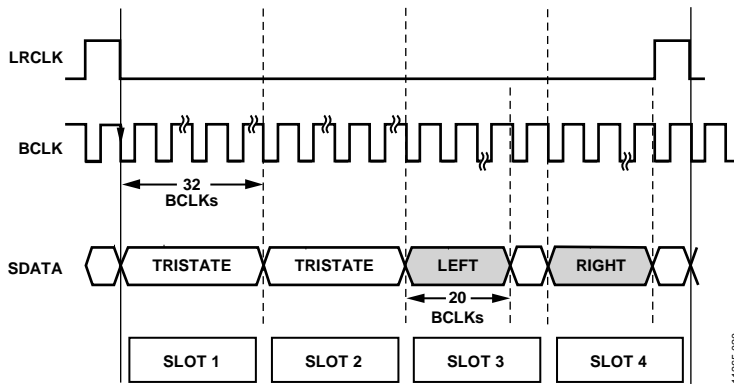 LRCLK
BCLK
32
BCLKs
SDATA
TRISTATE TRISTATE LEFT RIGHT
20
BCLKs
SLOT 1 SLOT 2 SLOT 3 SLOT 4